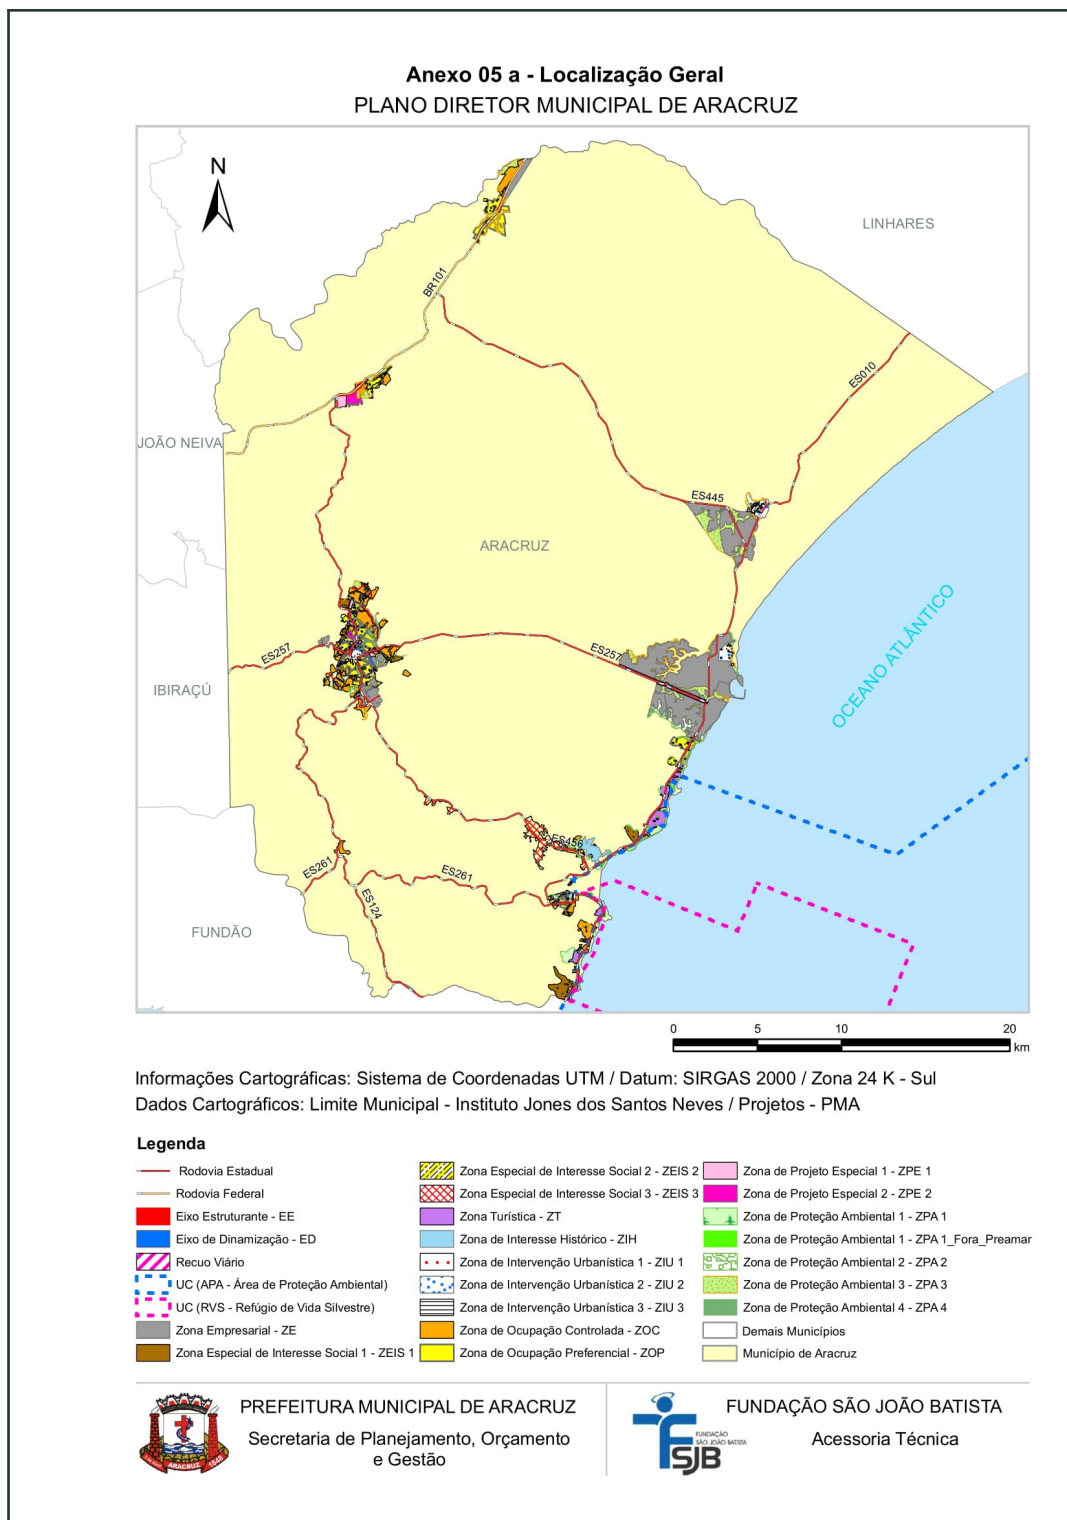 Anexo 05 a - Localização Geral
PLANO DIRETOR MUNICIPAL DE ARACRUZ
N
LINHARES
BR101
ES010
JOÃO NEIVA
ES445
ARACRUZ
OCEANO ATLÂNTICO
ES257
ES257
IBIRAÇÚ
ES456
ES261
ES261
ES124
FUNDÃO
0 5 10 20
km
Informações Cartográficas: Sistema de Coordenadas UTM / Datum: SIRGAS 2000 / Zona 24 K - Sul
Dados Cartográficos: Limite Municipal - Instituto Jones dos Santos Neves / Projetos - PMA
Legenda
Rodovia Estadual
Rodovia Federal
Eixo Estruturante - EE
Eixo de Dinamização - ED
Recuo Viário
UC (APA - Área de Proteção Ambiental)
UC (RVS - Refúgio de Vida Silvestre)
Zona Empresarial - ZE
Zona Especial de Interesse Social 1 - ZEIS 1
Zona Especial de Interesse Social 2 - ZEIS 2
Zona Especial de Interesse Social 3 - ZEIS 3
Zona Turística - ZT
Zona de Interesse Histórico - ZIH
Zona de Intervenção Urbanística 1 - ZIU 1
Zona de Intervenção Urbanística 2 - ZIU 2
Zona de Intervenção Urbanística 3 - ZIU 3
Zona de Ocupação Controlada - ZOC
Zona de Ocupação Preferencial - ZOP
Zona de Projeto Especial 1 - ZPE 1
Zona de Projeto Especial 2 - ZPE 2
Zona de Proteção Ambiental 1 - ZPA 1
Zona de Proteção Ambiental 1 - ZPA 1_Fora_Preamar
Zona de Proteção Ambiental 2 - ZPA 2
Zona de Proteção Ambiental 3 - ZPA 3
Zona de Proteção Ambiental 4 - ZPA 4
Demais Municípios
Município de Aracruz
ARACRUZ
1848
PREFEITURA MUNICIPAL DE ARACRUZ
Secretaria de Planejamento, Orçamento
e Gestão
FUNDAÇÃO
SÃO JOÃO BATISTA
FSJB
FUNDAÇÃO SÃO JOÃO BATISTA
Acessoria Técnica